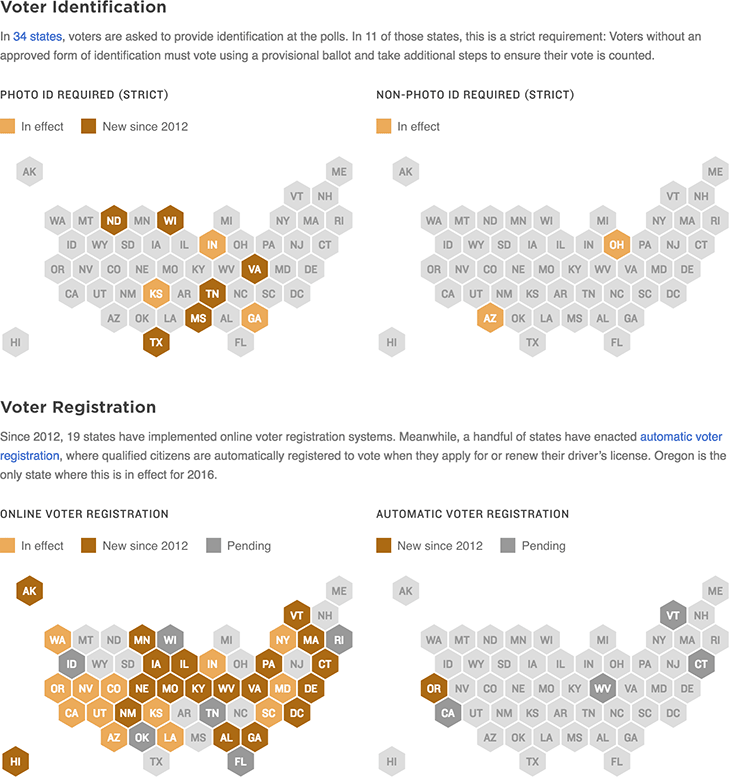 Voter Identification
In 34 states, voters are asked to provide identification at the polls. In 11 of those states, this is a strict requirement: Voters without an
approved form of identification must vote using a provisional ballot and take additional steps to ensure their vote is counted.
PHOTO ID REQUIRED (STRICT)
In effect New since 2012
AK
ME
VT NH
WA MT ND MN WI MI NY MA RI
ID WY SD IA IL IN OH PA NJ CT
OR NV CO NE MO KY WV VA MD DE
CA UT NM KS AR TN NC SC DC
AZ OK LA MS AL GA
HI TX FL
NON-PHOTO ID REQUIRED (STRICT)
In effect
AK
ME
VT NH
WA MT ND MN WI MI NY MA RI
ID WY SD IA IL IN OH PA NJ CT
OR NV CO NE MO KY WV VA MD DE
CA UT NM KS AR TN NC SC DC
AZ OK LA MS AL GA
HI TX FL
Voter Registration
Since 2012, 19 states have implemented online voter registration systems. Meanwhile, a handful of states have enacted automatic voter
registration, where qualified citizens are automatically registered to vote when they apply for or renew their driver’s license. Oregon is the
only state where this is in effect for 2016.
ONLINE VOTER REGISTRATION
In effect New since 2012 Pending
AK
ME
VT NH
WA MT ND MN WI MI NY MA RI
ID WY SD IA IL IN OH PA NJ CT
OR NV CO NE MO KY WV VA MD DE
CA UT NM KS AR TN NC SC DC
AZ OK LA MS AL GA
HI TX FL
AUTOMATIC VOTER REGISTRATION
New since 2012 Pending
AK
ME
VT NH
WA MT ND MN WI MI NY MA RI
ID WY SD IA IL IN OH PA NJ CT
OR NV CO NE MO KY WV VA MD DE
CA UT NM KS AR TN NC SC DC
AZ OK LA MS AL GA
HI TX FL